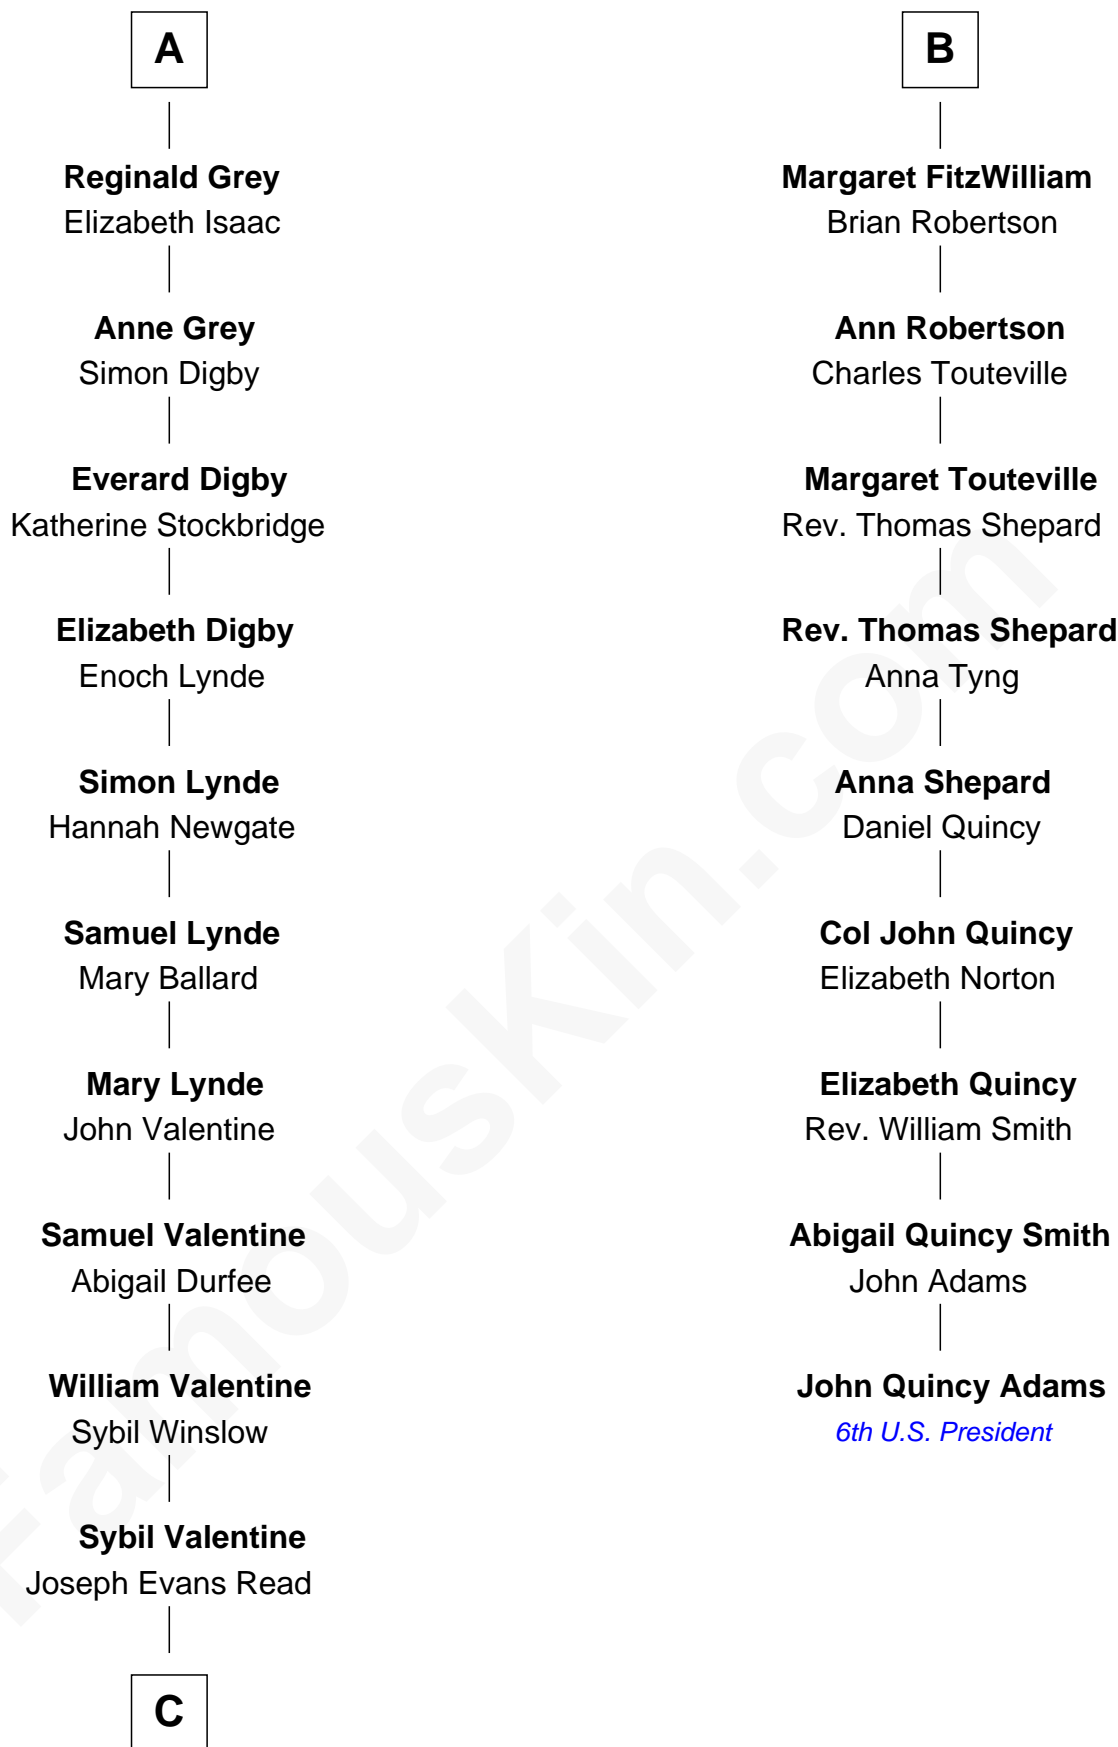 A
Reginald Grey
Elizabeth Isaac
Anne Grey
Simon Digby
Everard Digby
Katherine Stockbridge
Elizabeth Digby
Enoch Lynde
Simon Lynde
Hannah Newgate
Samuel Lynde
Mary Ballard
Mary Lynde
John Valentine
Samuel Valentine
Abigail Durfee
William Valentine
Sybil Winslow
Sybil Valentine
Joseph Evans Read
C
B
Margaret FitzWilliam
Brian Robertson
Ann Robertson
Charles Touteville
Margaret Touteville
Rev. Thomas Shepard
Rev. Thomas Shepard
Anna Tyng
Anna Shepard
Daniel Quincy
Col John Quincy
Elizabeth Norton
Elizabeth Quincy
Rev. William Smith
Abigail Quincy Smith
John Adams
John Quincy Adams
6th U.S. President
FamousKin.com